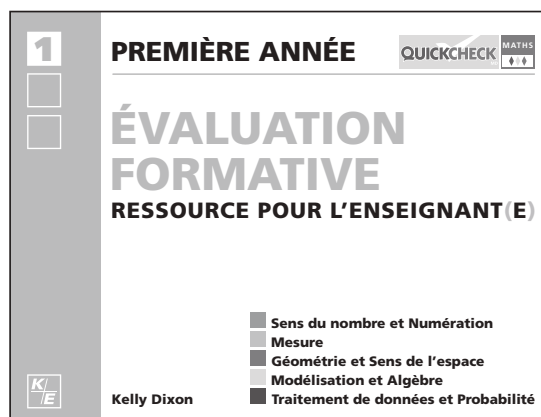 1
PREMIÈRE ANNÉE
QUICKCHECK MATHS
ÉVALUATION
FORMATIVE
RESSOURCE POUR L'ENSEIGNANT(E)
Sens du nombre et Numération
Mesure
Géométrie et Sens de l'espace
Modélisation et Algèbre
Traitement de données et Probabilité
Kelly Dixon
K/E